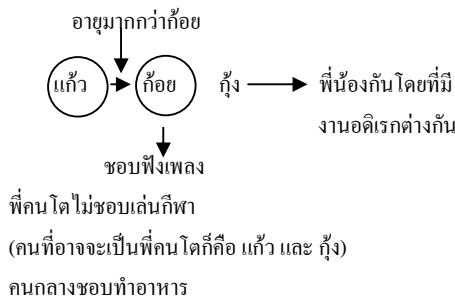 อายุมากกว่าก้อย
แก้ว ก้อย กุ้ง พี่น้องกันโดยที่มี
งานอดิเรกต่างกัน
ชอบฟังเพลง
พี่คนโตไม่ชอบเล่นกีฬา
(คนที่อาจจะเป็นพี่คนโตก็คือ แก้ว และ กุ้ง)
คนกลางชอบทำอาหาร